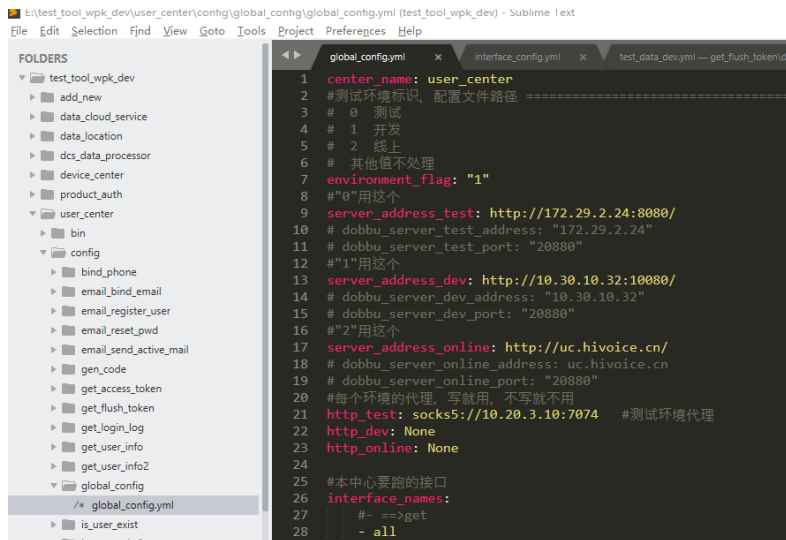 E:\test_tool_wpk_dev\user_center\config\global_config\global_config.yml (test_tool_wpk_dev) - Sublime Text
File Edit Selection Find View Goto Tools Project Preferences Help
FOLDERS
test_tool_wpk_dev
add_new
data_cloud_service
data_location
dcs_data_processor
device_center
product_auth
user_center
bin
config
bind_phone
email_bind_email
email_register_user
email_reset_pwd
email_send_active_mail
gen_code
get_access_token
get_flush_token
get_login_log
get_user_info
get_user_info2
global_config
/* global_config.yml
is_user_exist
global_config.yml × interface_config.yml × test_data_dev.yml — get_flush_token\d
1 center_name: user_center
2 #测试环境标识，配置文件路径 ==================================
3 # 0 测试
4 # 1 开发
5 # 2 线上
6 # 其他值不处理
7 environment_flag: "1"
8 #"0"用这个
9 server_address_test: http://172.29.2.24:8080/
10 # dobbu_server_test_address: "172.29.2.24"
11 # dobbu_server_test_port: "20880"
12 #"1"用这个
13 server_address_dev: http://10.30.10.32:10080/
14 # dobbu_server_dev_address: "10.30.10.32"
15 # dobbu_server_dev_port: "20880"
16 #"2"用这个
17 server_address_online: http://uc.hivoice.cn/
18 # dobbu_server_online_address: uc.hivoice.cn
19 # dobbu_server_online_port: "20880"
20 #每个环境的代理，写就用，不写就不用
21 http_test: socks5://10.20.3.10:7074 #测试环境代理
22 http_dev: None
23 http_online: None
24
25 #本中心要跑的接口
26 interface_names:
27 #- ==>get
28 - all